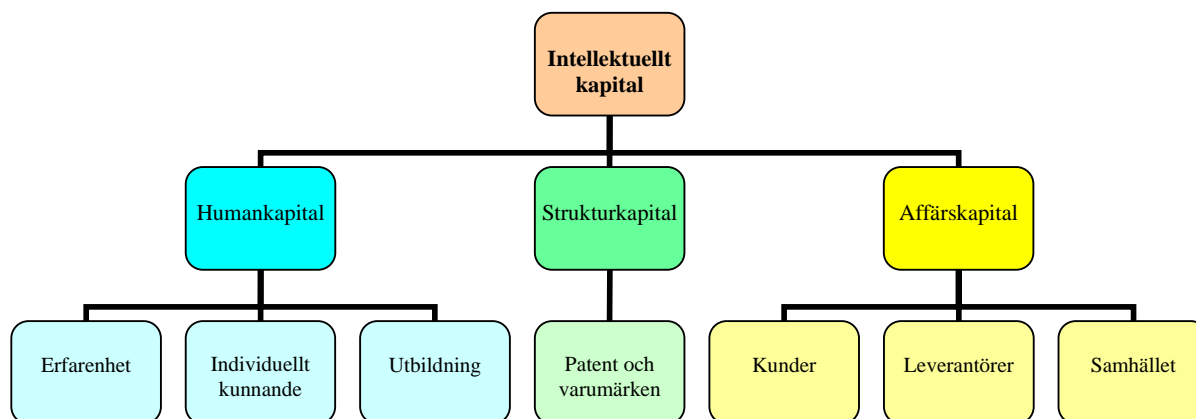 Intellektuellt
kapital
Humankapital
Strukturkapital
Affärskapital
Erfarenhet
Individuellt
kunnande
Utbildning
Patent och
varumärken
Kunder
Leverantörer
Samhället